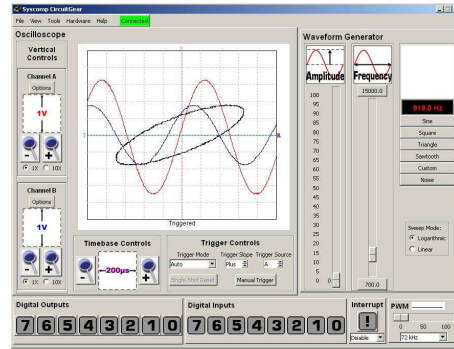 Syscomp CircuitGear
File View Tools Hardware Help Connected
Oscilloscope
Vertical Controls
Channel A
Options
1V
1X 10X
Channel B
Options
1V
1X 10X
Triggered
Timebase Controls
200µs
Trigger Controls
Trigger Mode Trigger Slope Trigger Source
Auto Plus A
Single-Shot Reset Manual Trigger
Waveform Generator
Amplitude
100
95
90
85
80
75
70
65
60
55
50
45
40
35
30
25
20
15
10
5
0 0
Frequency
15000.0
700.0
919.0 Hz
Sine
Square
Triangle
Sawtooth
Custom
Noise
Sweep Mode:
Logarithmic
Linear
Digital Outputs
7 6 5 4 3 2 1 0
Digital Inputs
7 6 5 4 3 2 1 0
Interrupt
!
Disable
PWM
0 50 100
72 kHz